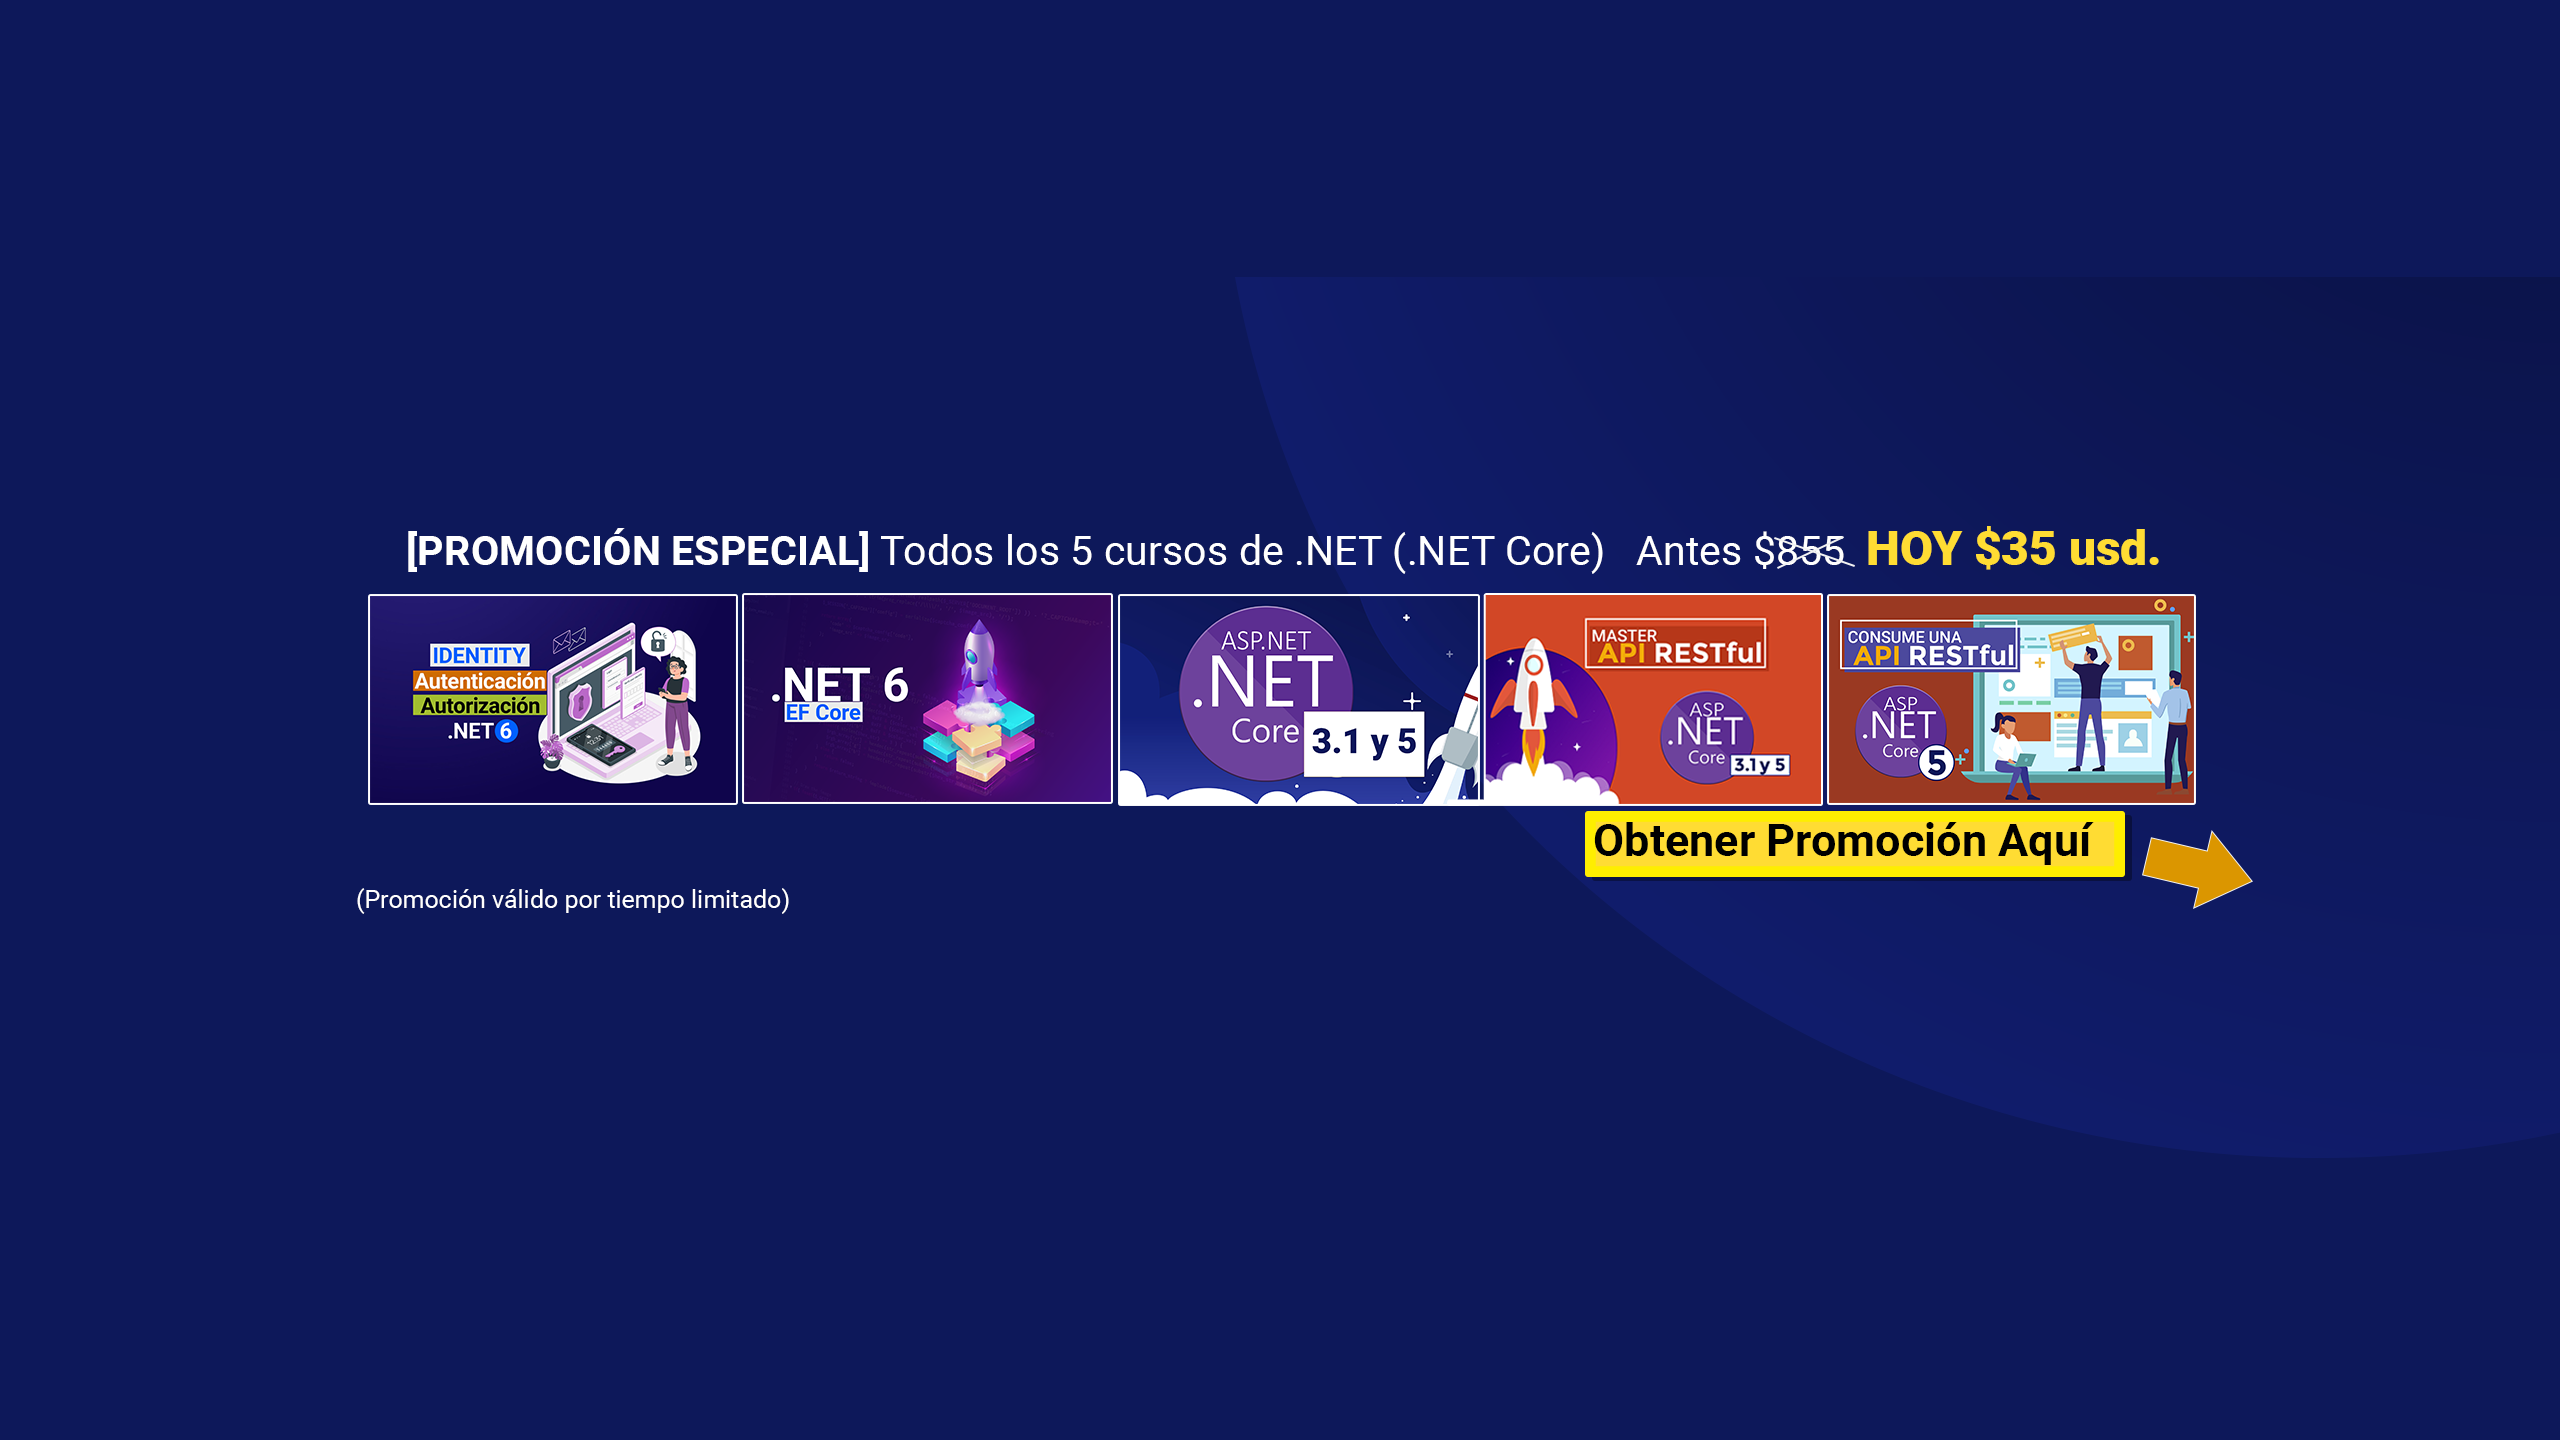 [PROMOCIÓN ESPECIAL] Todos los 5 cursos de .NET (.NET Core) Antes $855 HOY $35 usd.
IDENTITY
Autenticación
Autorización
.NET 6
.NET 6
EF Core
ASP.NET
.NET
Core
3.1 y 5
MASTER
API RESTful
ASP
.NET
Core
3.1 y 5
CONSUME UNA
API RESTful
ASP
.NET
Core
5
Obtener Promoción Aquí
(Promoción válido por tiempo limitado)